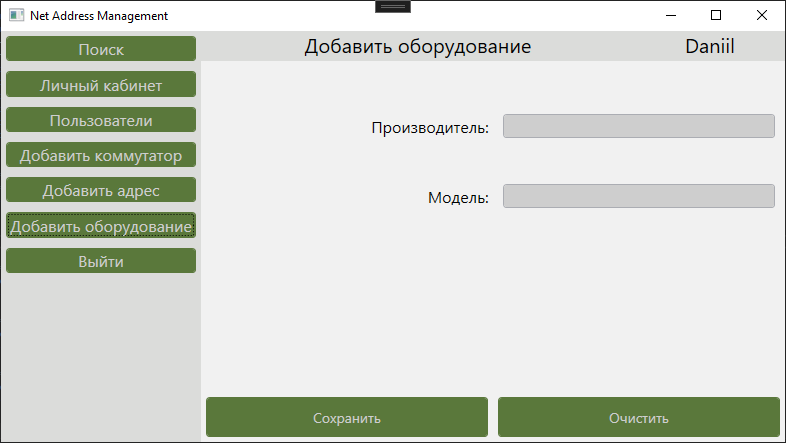 Net Address Management
Поиск
Личный кабинет
Пользователи
Добавить коммутатор
Добавить адрес
Добавить оборудование
Выйти
Добавить оборудование
Daniil
Производитель:
Модель:
Сохранить
Очистить